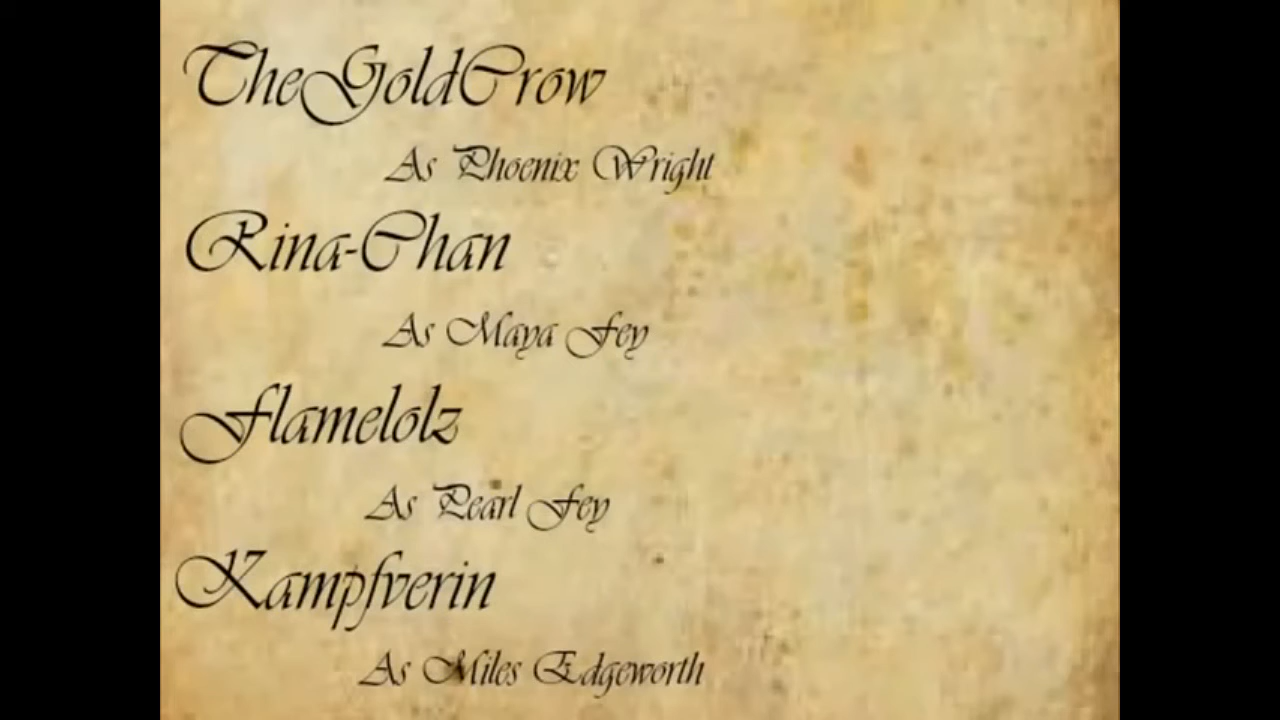 TheGoldCrow
As Phoenix Wright
Rina-Chan
As Maya Fey
Flamelolz
As Pearl Fey
Kampfverin
As Miles Edgeworth